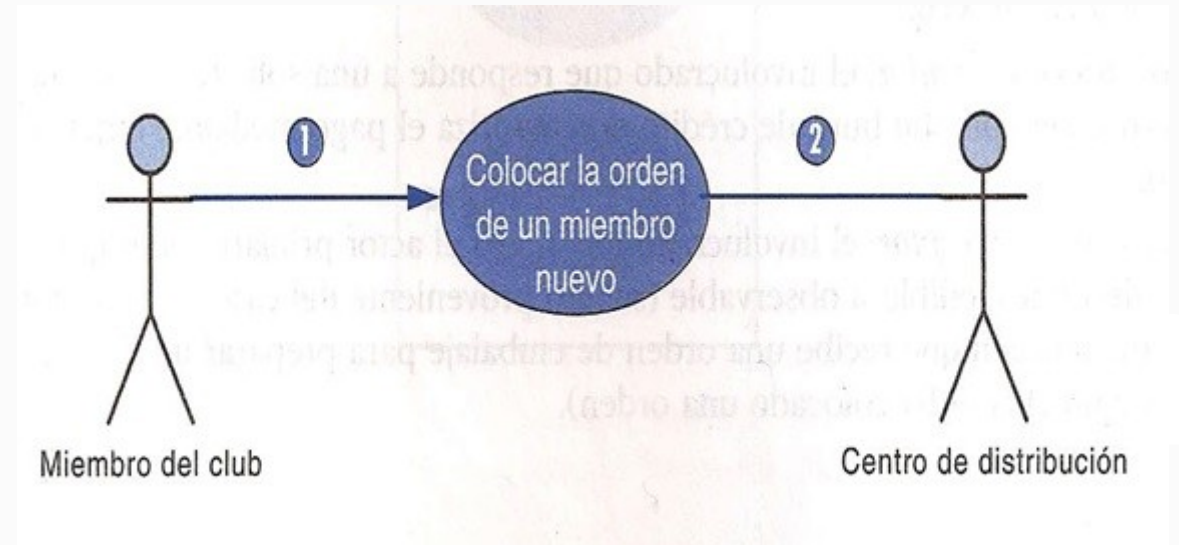 1
2
Colocar la orden
de un miembro
nuevo
Miembro del club
Centro de distribución